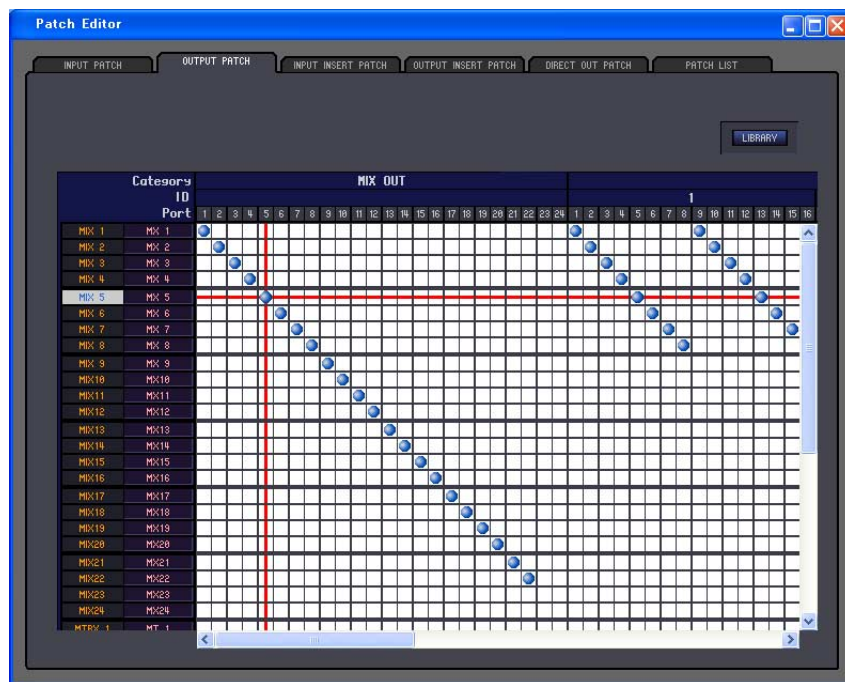 Patch Editor
INPUT PATCH OUTPUT PATCH INPUT INSERT PATCH OUTPUT INSERT PATCH DIRECT OUT PATCH PATCH LIST
LIBRARY
Category MIX OUT
ID 1
Port 1 2 3 4 5 6 7 8 9 10 11 12 13 14 15 16 17 18 19 20 21 22 23 24 1 2 3 4 5 6 7 8 9 10 11 12 13 14 15 16
MIX 1 MX 1
MIX 2 MX 2
MIX 3 MX 3
MIX 4 MX 4
MIX 5 MX 5
MIX 6 MX 6
MIX 7 MX 7
MIX 8 MX 8
MIX 9 MX 9
MIX10 MX10
MIX11 MX11
MIX12 MX12
MIX13 MX13
MIX14 MX14
MIX15 MX15
MIX16 MX16
MIX17 MX17
MIX18 MX18
MIX19 MX19
MIX20 MX20
MIX21 MX21
MIX22 MX22
MIX23 MX23
MIX24 MX24
MTRX 1 MT 1